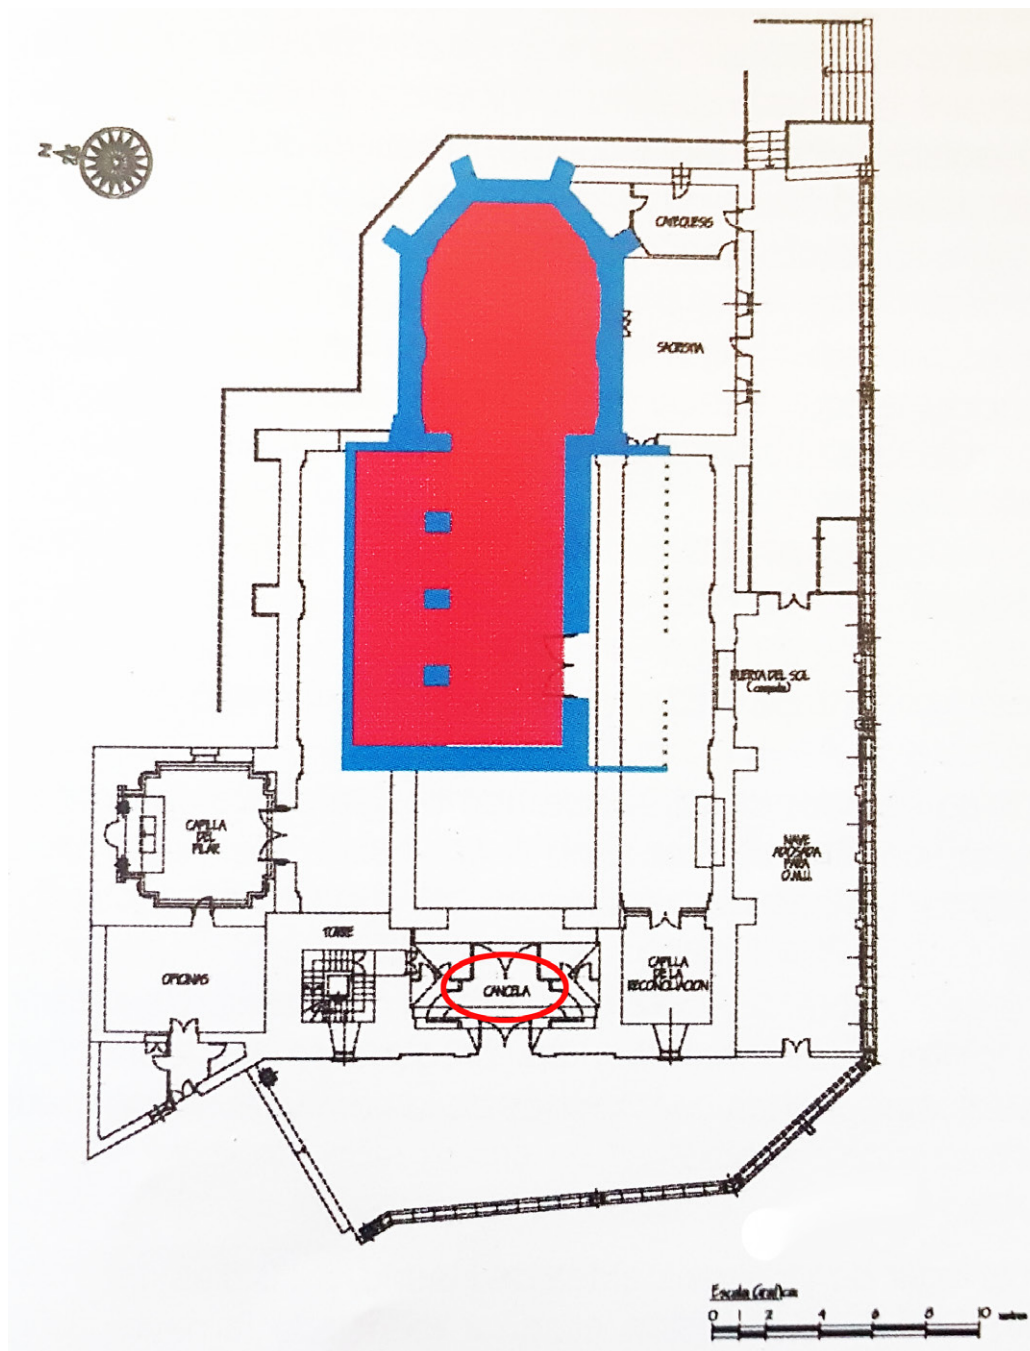 N
CATEQUESIS
SACRISTIA
PUERTA DEL SOL
(cegada)
CAPILLA
DEL
PILAR
NAVE
ADOSADA
PARA
O.M.U.
TORRE
OFICINAS
CANCELA
CAPILLA
DE LA
RECONCILIACION
Escala Gráfica
0 1 2 4 6 8 10 metros